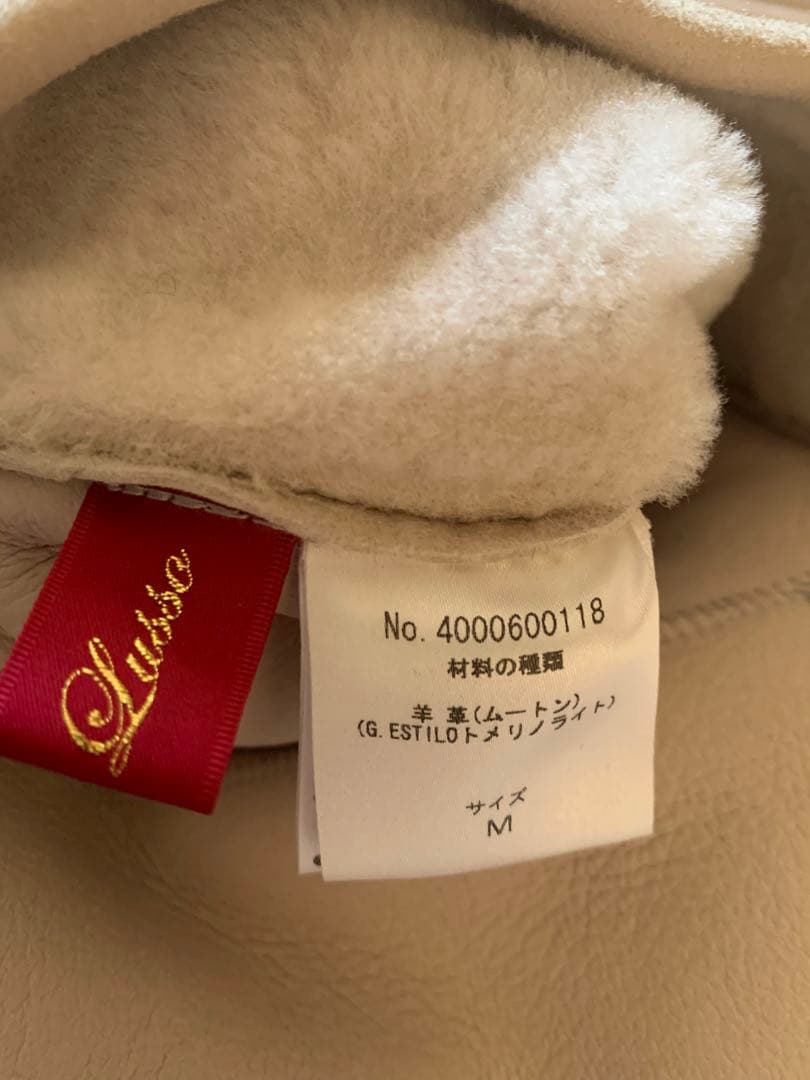 Lusso
No. 4000600118
材料の種類
羊 革(ムートン)
(G. ESTILOトメリノライト)
サイズ
M